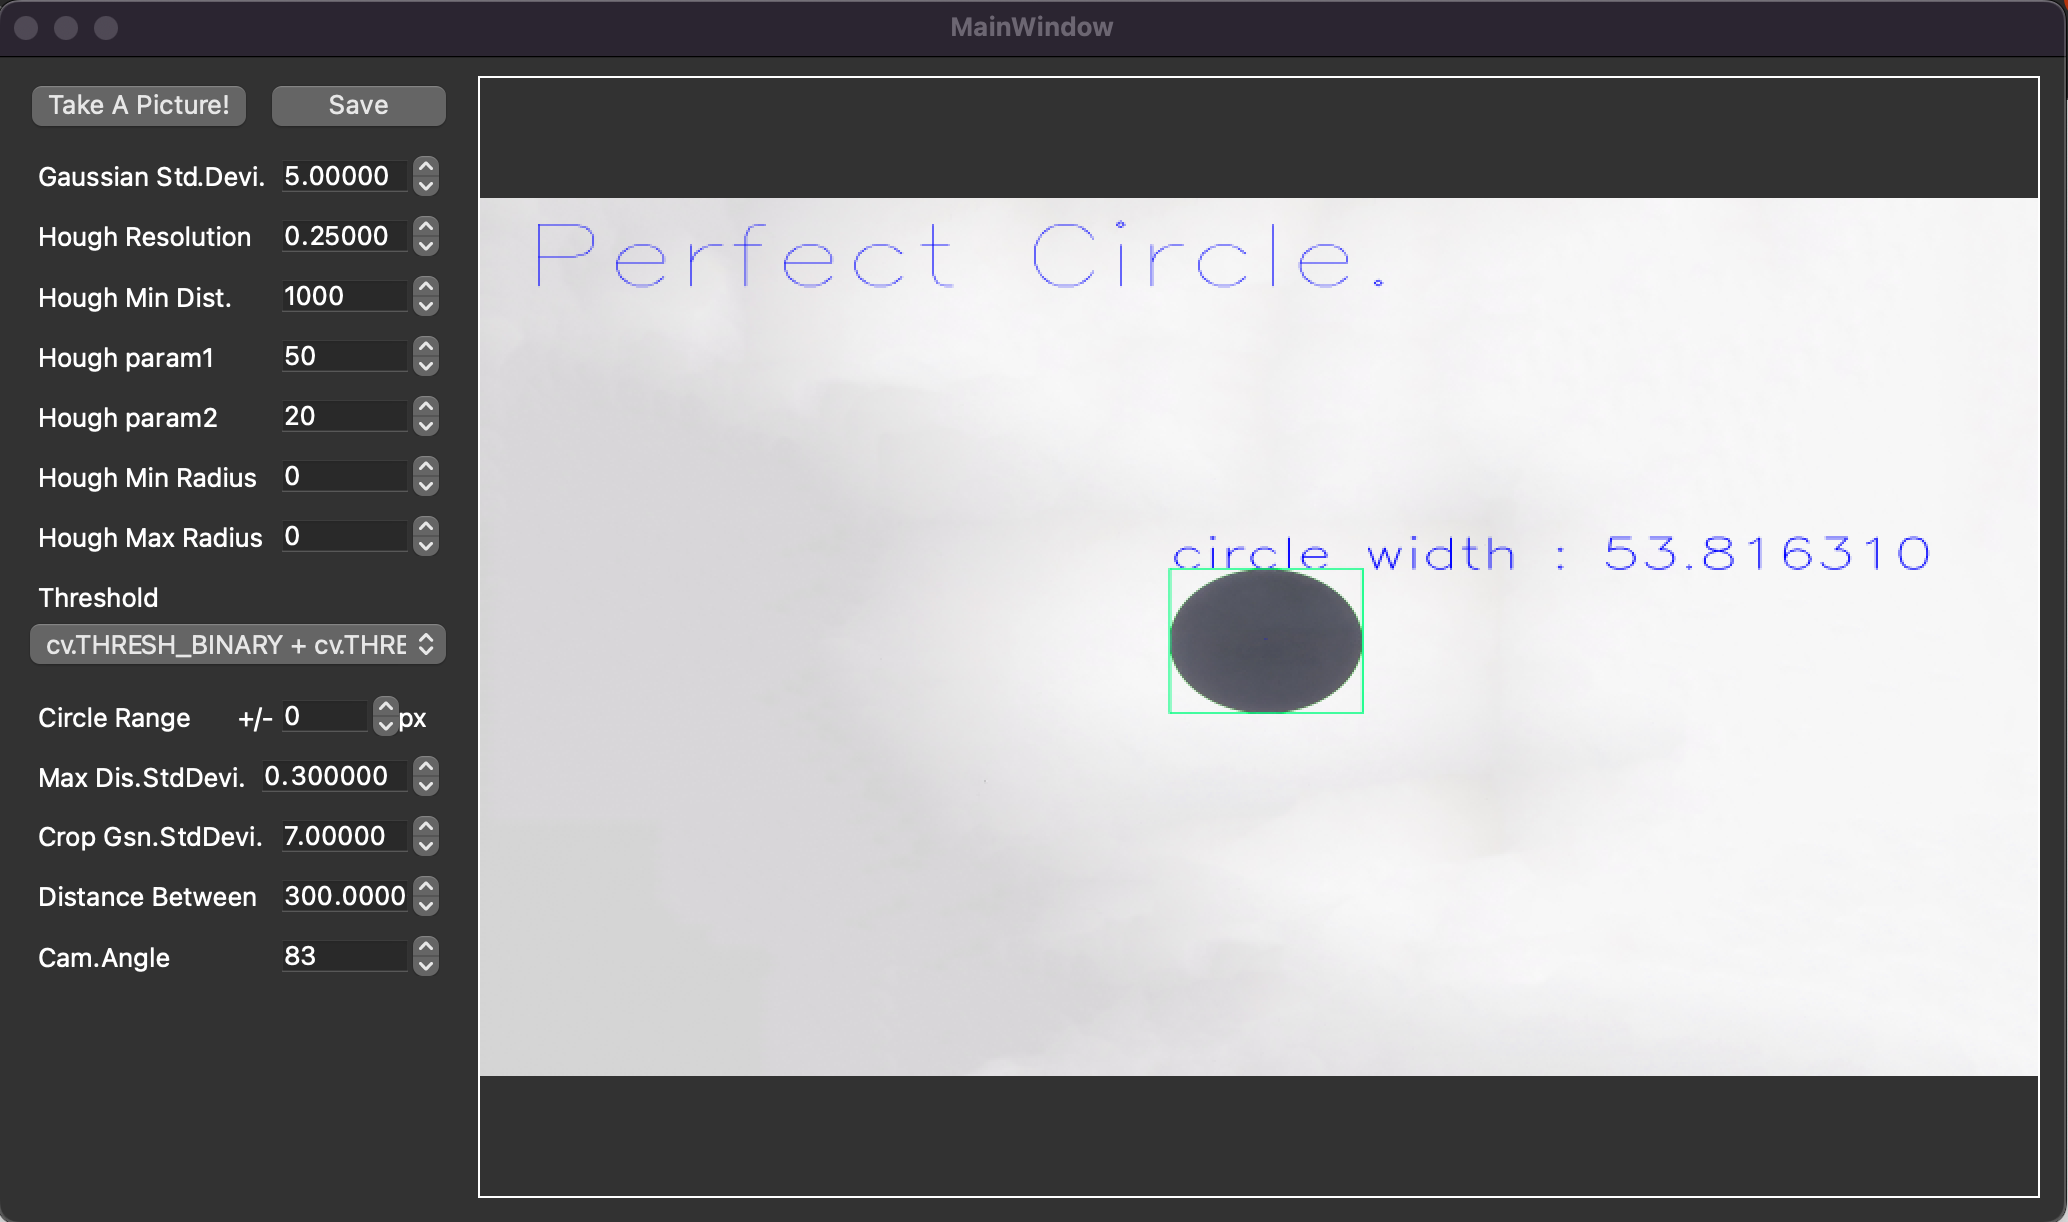 MainWindow
Take A Picture! Save
Gaussian Std.Devi. 5.00000
Hough Resolution 0.25000
Hough Min Dist. 1000
Hough param1 50
Hough param2 20
Hough Min Radius 0
Hough Max Radius 0
Threshold
cv.THRESH_BINARY + cv.THRE
Circle Range +/- 0 px
Max Dis.StdDevi. 0.300000
Crop Gsn.StdDevi. 7.00000
Distance Between 300.0000
Cam.Angle 83
Perfect Circle.
circle width : 53.816310